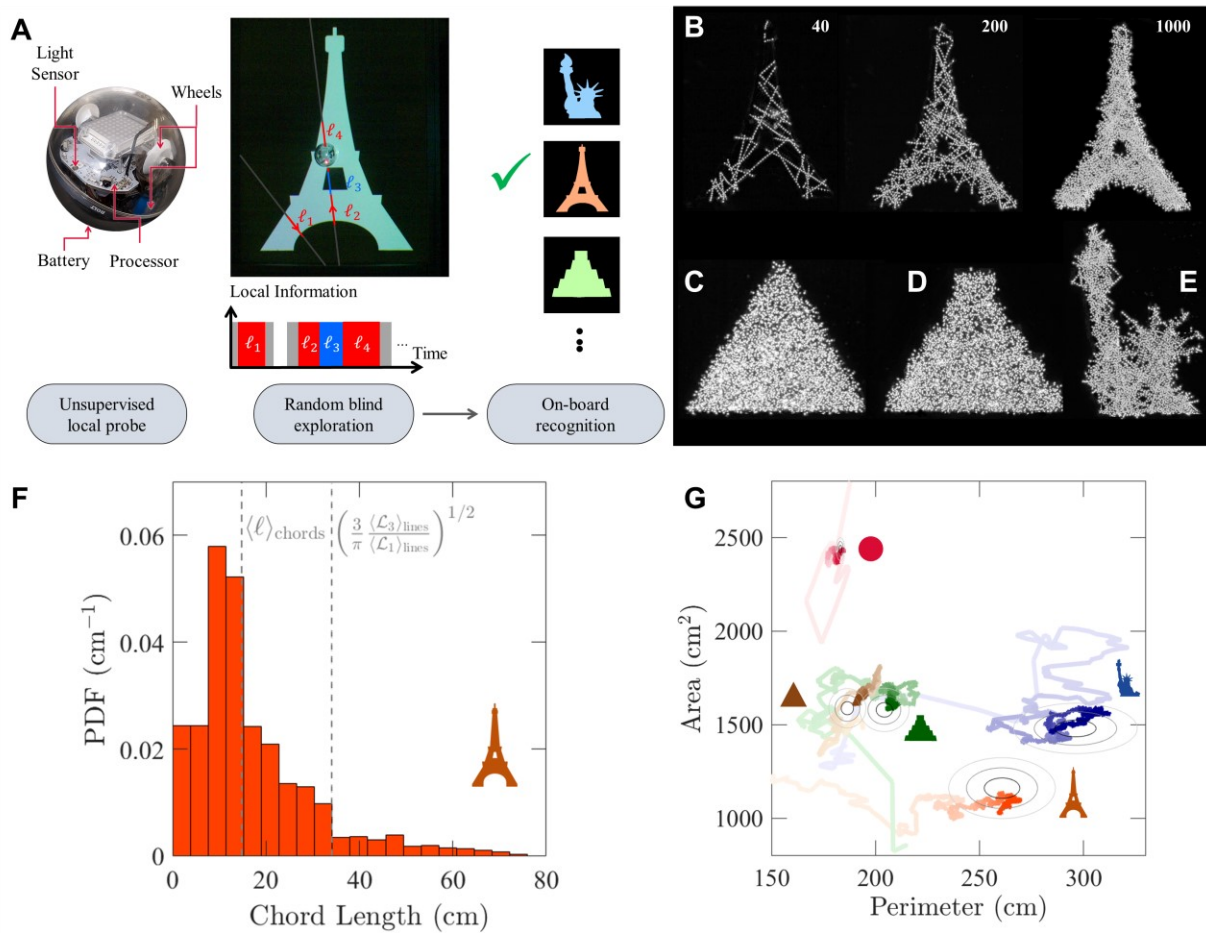 A
Light
Sensor
Wheels
Battery
Processor
ℓ₄
ℓ₃
ℓ₁
ℓ₂
Local Information
ℓ₁ ℓ₂ ℓ₃ ℓ₄ ...
Time
Unsupervised
local probe
Random blind
exploration
On-board
recognition
B
40
200
1000
C
D
E
F
PDF (cm⁻¹)
0.06
0.04
0.02
0
⟨ℓ⟩chords
(3/π ⟨𝓛₃⟩lines/⟨𝓛₁⟩lines)^1/2
0 20 40 60 80
Chord Length (cm)
G
Area (cm²)
2500
2000
1500
1000
150 200 250 300
Perimeter (cm)